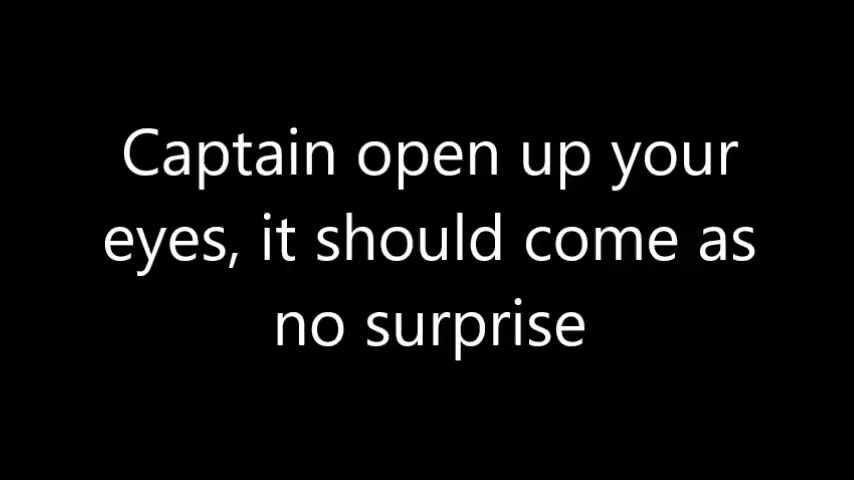 Captain open up your
eyes, it should come as
no surprise